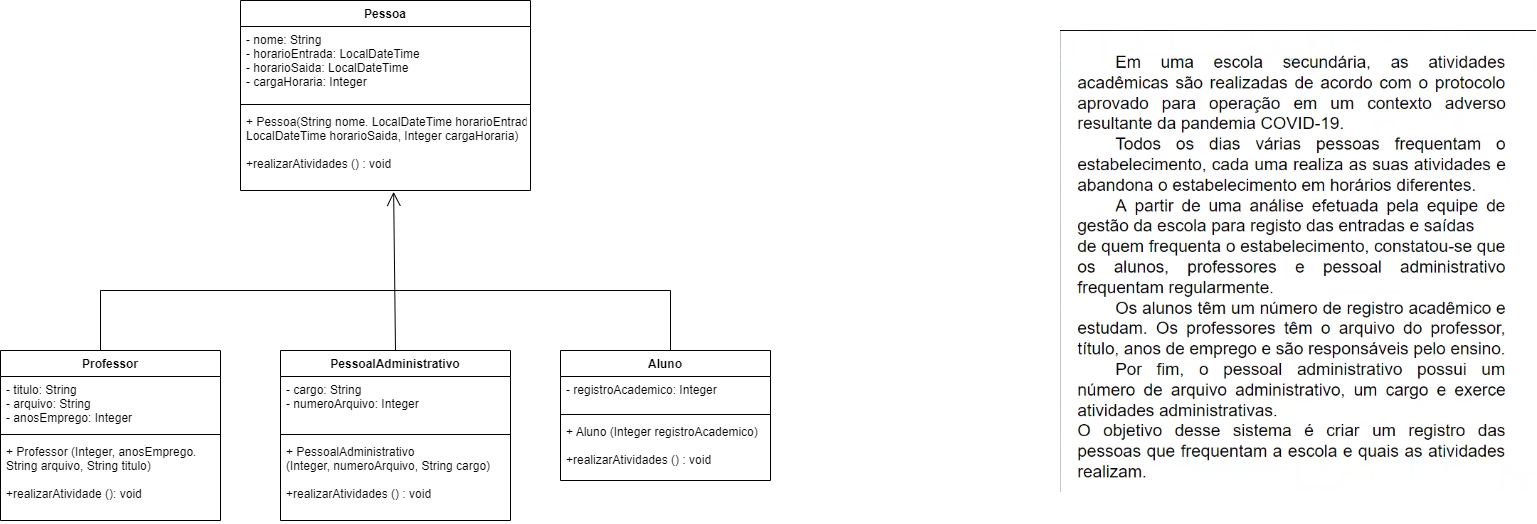 Pessoa
- nome: String
- horarioEntrada: LocalDateTime
- horarioSaida: LocalDateTime
- cargaHoraria: Integer
+ Pessoa(String nome. LocalDateTime horarioEntrad
LocalDateTime horarioSaida, Integer cargaHoraria)
+realizarAtividades () : void
Professor
- titulo: String
- arquivo: String
- anosEmprego: Integer
+ Professor (Integer, anosEmprego.
String arquivo, String titulo)
+realizarAtividade (): void
PessoalAdministrativo
- cargo: String
- numeroArquivo: Integer
+ PessoalAdministrativo
(Integer, numeroArquivo, String cargo)
+realizarAtividades () : void
Aluno
- registroAcademico: Integer
+ Aluno (Integer registroAcademico)
+realizarAtividades () : void
Em uma escola secundária, as atividades
acadêmicas são realizadas de acordo com o protocolo
aprovado para operação em um contexto adverso
resultante da pandemia COVID-19.
Todos os dias várias pessoas frequentam o
estabelecimento, cada uma realiza as suas atividades e
abandona o estabelecimento em horários diferentes.
A partir de uma análise efetuada pela equipe de
gestão da escola para registo das entradas e saídas
de quem frequenta o estabelecimento, constatou-se que
os alunos, professores e pessoal administrativo
frequentam regularmente.
Os alunos têm um número de registro acadêmico e
estudam. Os professores têm o arquivo do professor,
título, anos de emprego e são responsáveis pelo ensino.
Por fim, o pessoal administrativo possui um
número de arquivo administrativo, um cargo e exerce
atividades administrativas.
O objetivo desse sistema é criar um registro das
pessoas que frequentam a escola e quais as atividades
realizam.